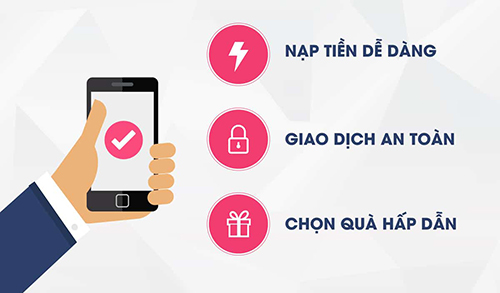 NẠP TIỀN DỄ DÀNG
GIAO DỊCH AN TOÀN
CHỌN QUÀ HẤP DẪN